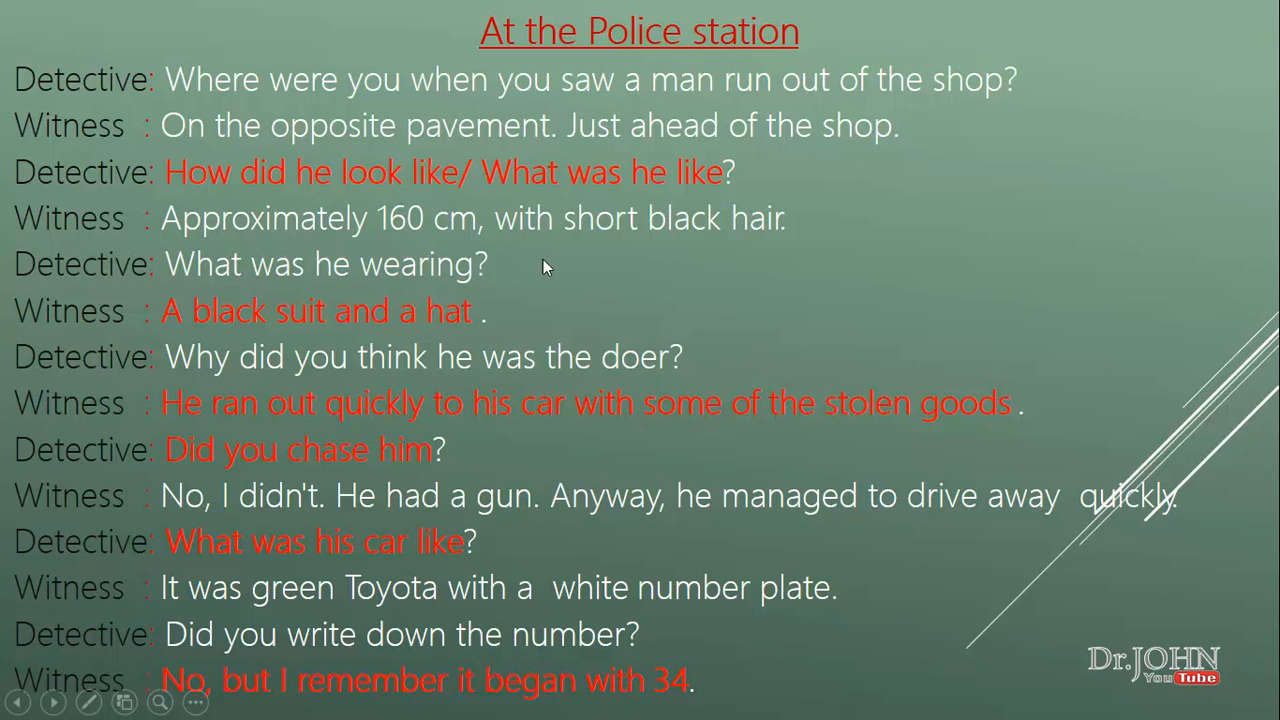 At the Police station
Detective: Where were you when you saw a man run out of the shop?
Witness : On the opposite pavement. Just ahead of the shop.
Detective: How did he look like/ What was he like?
Witness : Approximately 160 cm, with short black hair.
Detective: What was he wearing?
Witness : A black suit and a hat .
Detective: Why did you think he was the doer?
Witness : He ran out quickly to his car with some of the stolen goods .
Detective: Did you chase him?
Witness : No, I didn't. He had a gun. Anyway, he managed to drive away quickly.
Detective: What was his car like?
Witness : It was green Toyota with a white number plate.
Detective: Did you write down the number?
Witness : No, but I remember it began with 34.
Dr.JOHN
YouTube